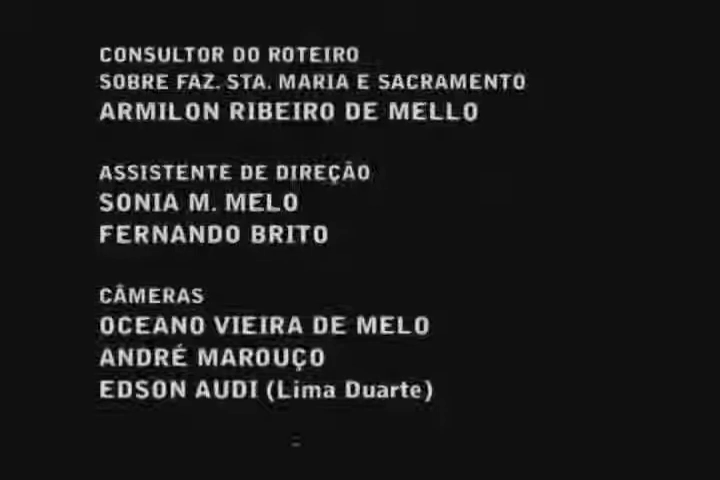 CONSULTOR DO ROTEIRO
SOBRE FAZ. STA. MARIA E SACRAMENTO
ARMILON RIBEIRO DE MELLO
ASSISTENTE DE DIREÇÃO
SONIA M. MELO
FERNANDO BRITO
CÂMERAS
OCEANO VIEIRA DE MELO
ANDRÉ MAROUÇO
EDSON AUDI (Lima Duarte)